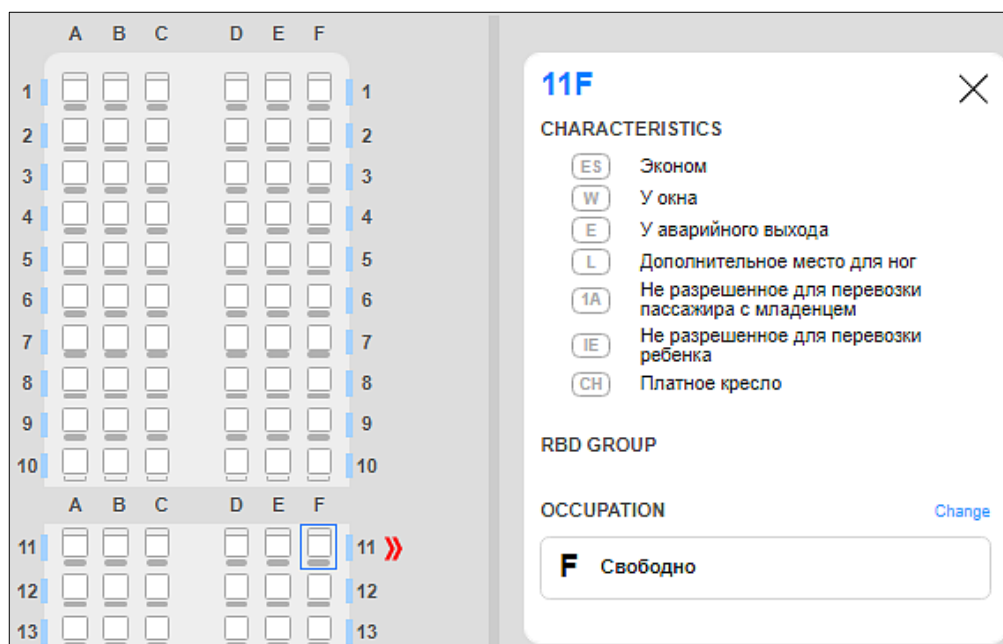 A B C D E F
1 1
2 2
3 3
4 4
5 5
6 6
7 7
8 8
9 9
10 10
A B C D E F
11 11
12 12
13 13
11F
CHARACTERISTICS
ES Эконом
W У окна
E У аварийного выхода
L Дополнительное место для ног
1A Не разрешенное для перевозки
пассажира с младенцем
IE Не разрешенное для перевозки
ребенка
CH Платное кресло
RBD GROUP
OCCUPATION Change
F Свободно